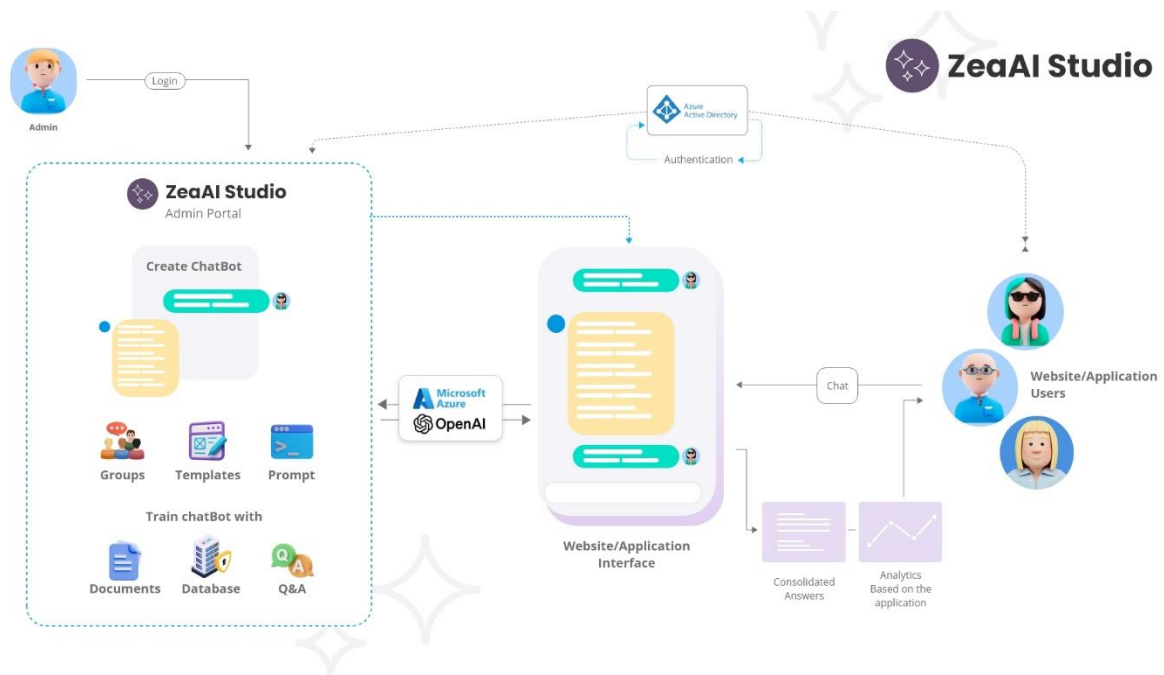 ZeaAI Studio
Login
Admin
Azure
Active Directory
Authentication
ZeaAI Studio
Admin Portal
Create ChatBot
Groups
Templates
Prompt
Train chatBot with
Documents
Database
Q&A
Q
A
Microsoft
Azure
OpenAI
Website/Application
Interface
Chat
Website/Application
Users
Consolidated
Answers
Analytics
Based on the
application